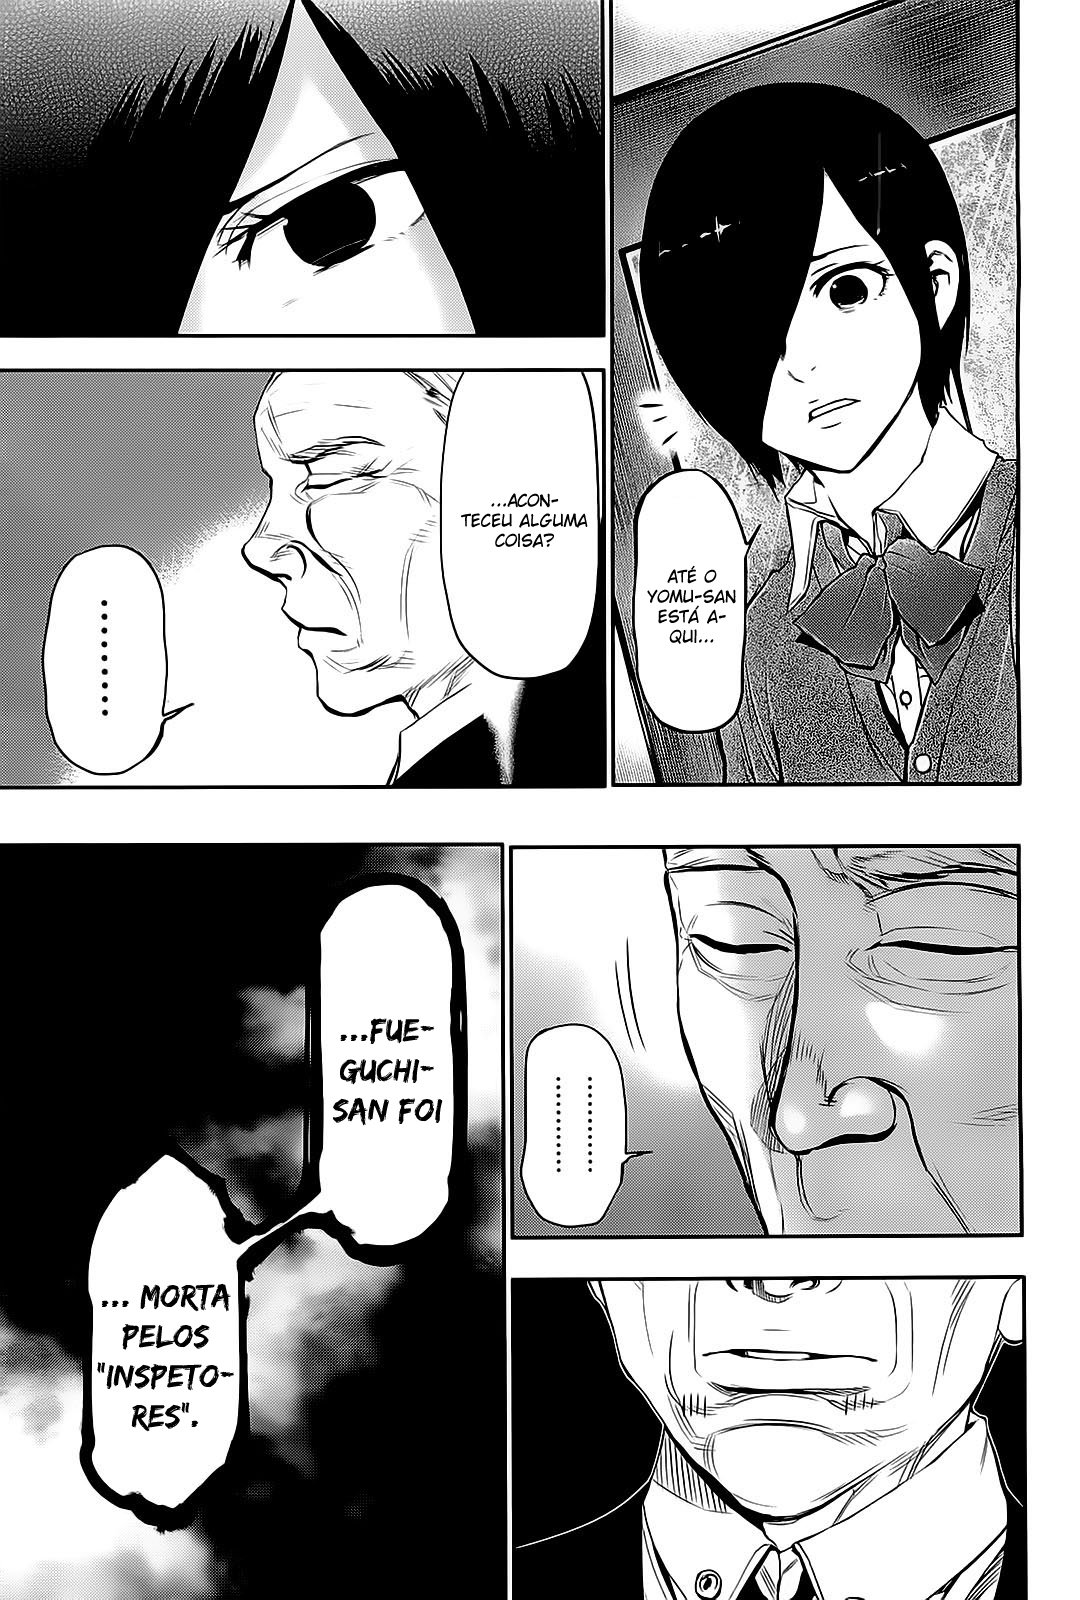 ATÉ O
YOMU-SAN
ESTÁ A-
QUI...
...ACON-
TECEU ALGUMA
COISA?
........
......... .........
...FUE-
GUCHI-
SAN FOI
... MORTA
PELOS
"INSPETO-
RES".